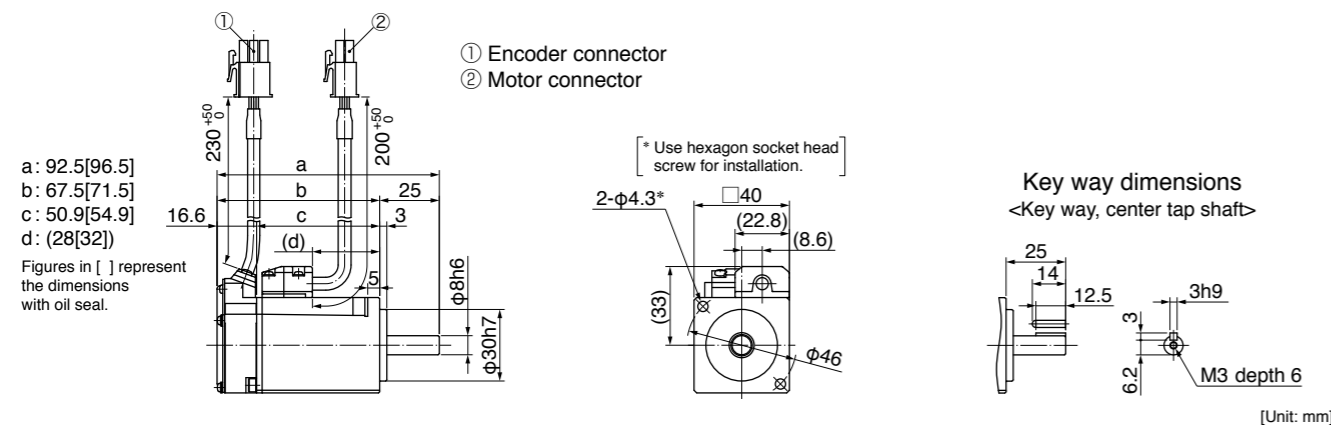 ① ②
① Encoder connector
② Motor connector
230 +50 0
200 +50 0
a: 92.5[96.5]
b: 67.5[71.5]
c: 50.9[54.9]
d: (28[32])
Figures in [ ] represent
the dimensions
with oil seal.
a
b 25
16.6 c 3
(d)
5
φ8h6
φ30h7
* Use hexagon socket head
screw for installation.
2-φ4.3*
□40
(22.8)
(8.6)
(33)
φ46
Key way dimensions
<Key way, center tap shaft>
25
14
12.5
3h9
3
6.2
M3 depth 6
[Unit: mm]